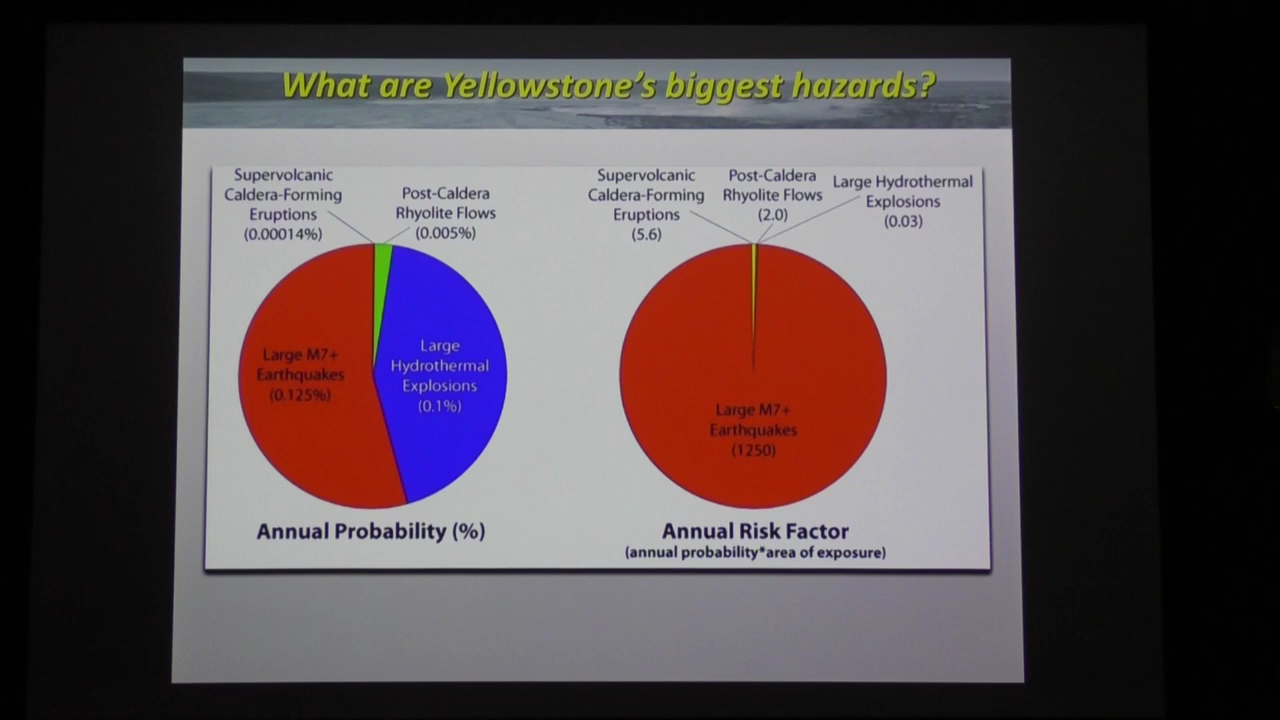 What are Yellowstone's biggest hazards?
Supervolcanic
Caldera-Forming
Eruptions
(0.00014%)
Post-Caldera
Rhyolite Flows
(0.005%)
Large M7+
Earthquakes
(0.125%)
Large
Hydrothermal
Explosions
(0.1%)
Annual Probability (%)
Supervolcanic
Caldera-Forming
Eruptions
(5.6)
Post-Caldera
Rhyolite Flows
(2.0)
Large Hydrothermal
Explosions
(0.03)
Large M7+
Earthquakes
(1250)
Annual Risk Factor
(annual probability*area of exposure)